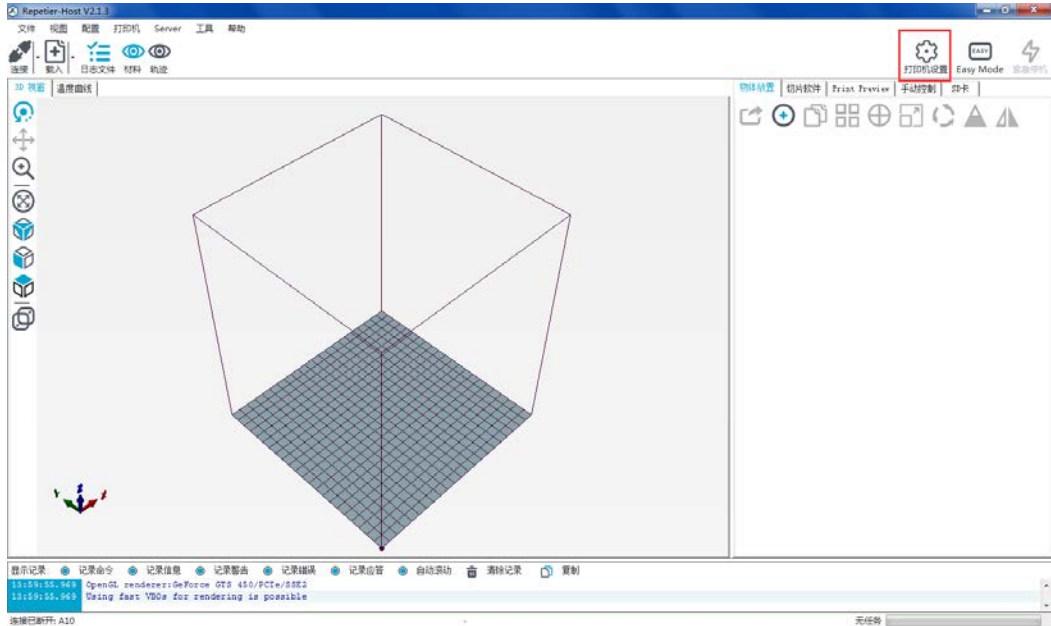 Repetier-Host V2.1.3
文件 视图 配置 打印机 Server 工具 帮助
连接 载入 日志文件 材料 轨迹 打印机设置 EASY Easy Mode 紧急停机
3D 视图 温度曲线 物体放置 切片软件 Print Preview 手动控制 SD卡
Y Z X
显示记录: 记录命令 记录信息 记录警告 记录错误 记录应答 自动滚动 清除记录 复制
13:59:55.969 OpenGL renderer:GeForce GTS 450/PCIe/SSE2
13:59:55.969 Using fast VBOs for rendering is possible
连接已断开: A10 - 无任务